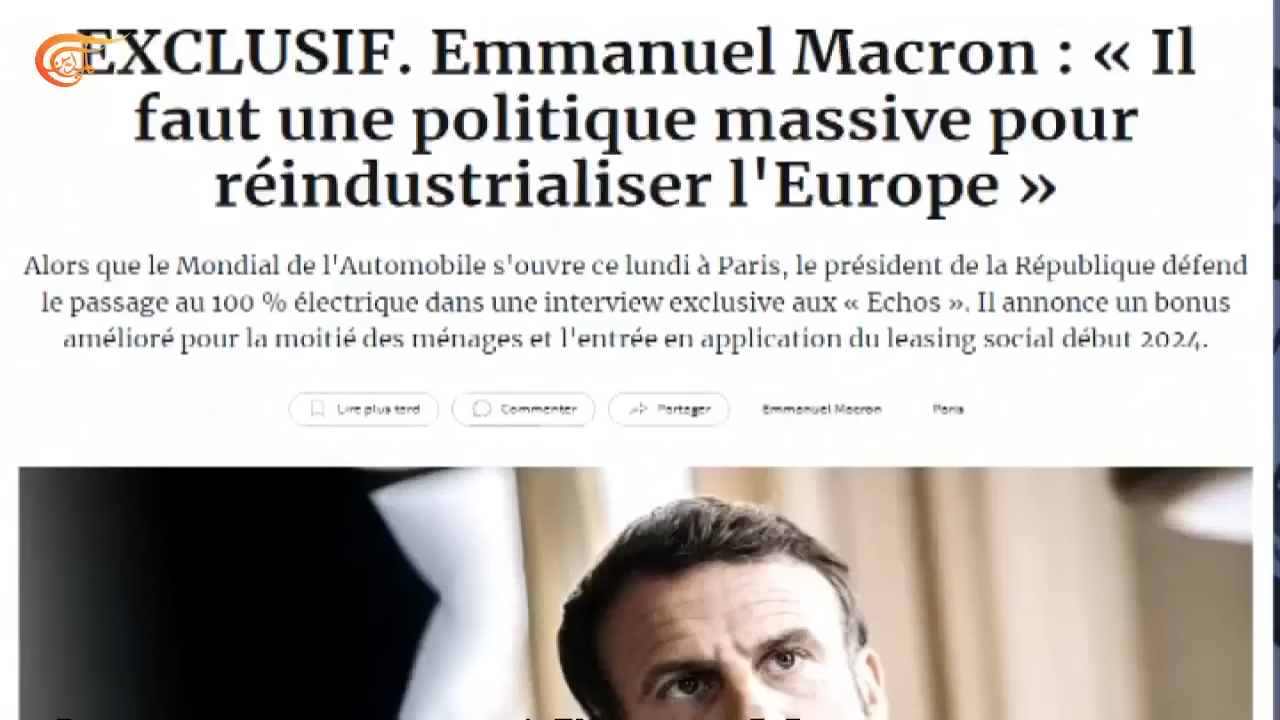 EXCLUSIF. Emmanuel Macron : « Il
faut une politique massive pour
réindustrialiser l'Europe »
Alors que le Mondial de l'Automobile s'ouvre ce lundi à Paris, le président de la République défend
le passage au 100 % électrique dans une interview exclusive aux « Echos ». Il annonce un bonus
amélioré pour la moitié des ménages et l'entrée en application du leasing social début 2024.
Lire plus tard Commenter Partager Emmanuel Macron Paris